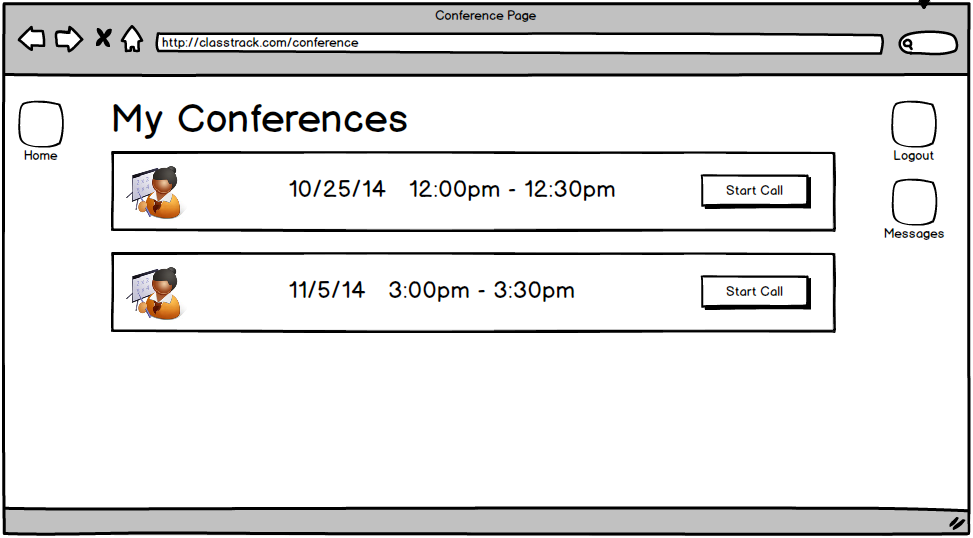 Conference Page
http://classtrack.com/conference
My Conferences
Home
Logout
10/25/14 12:00pm - 12:30pm
Start Call
Messages
11/5/14 3:00pm - 3:30pm
Start Call